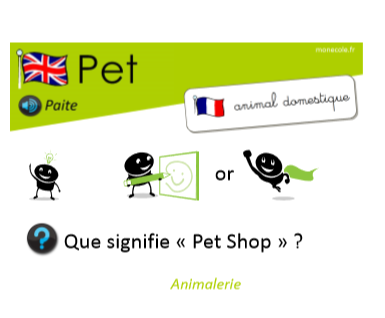 monecole.fr
Pet
Paite
animal domestique
or
?
Que signifie « Pet Shop » ?
Animalerie